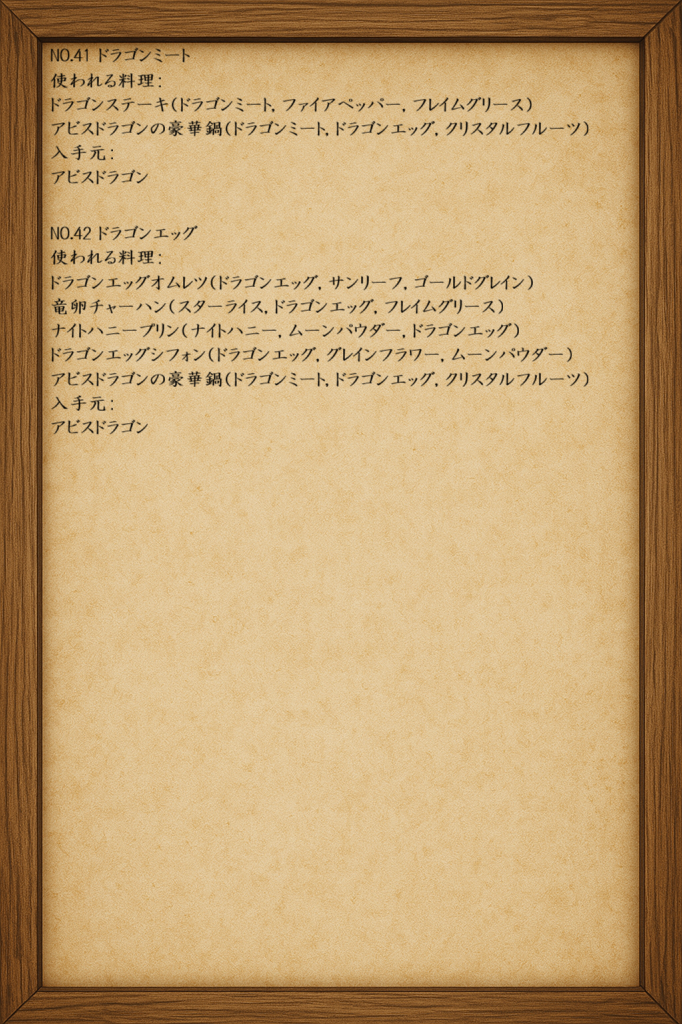 NO.41 ドラゴンミート
使われる料理:
ドラゴンステーキ(ドラゴンミート, ファイアペッパー, フレイムグリース)
アビスドラゴンの豪華鍋(ドラゴンミート,ドラゴンエッグ, クリスタルフルーツ)
入手元:
アビスドラゴン
NO.42 ドラゴンエッグ
使われる料理:
ドラゴンエッグオムレツ(ドラゴンエッグ, サンリーフ, ゴールドグレイン)
竜卵チャーハン(スターライス,ドラゴンエッグ, フレイムグリース)
ナイトハニープリン(ナイトハニー, ムーンパウダー,ドラゴンエッグ)
ドラゴンエッグシフォン(ドラゴンエッグ, グレインフラワー, ムーンパウダー)
アビスドラゴンの豪華鍋(ドラゴンミート,ドラゴンエッグ, クリスタルフルーツ)
入手元:
アビスドラゴン